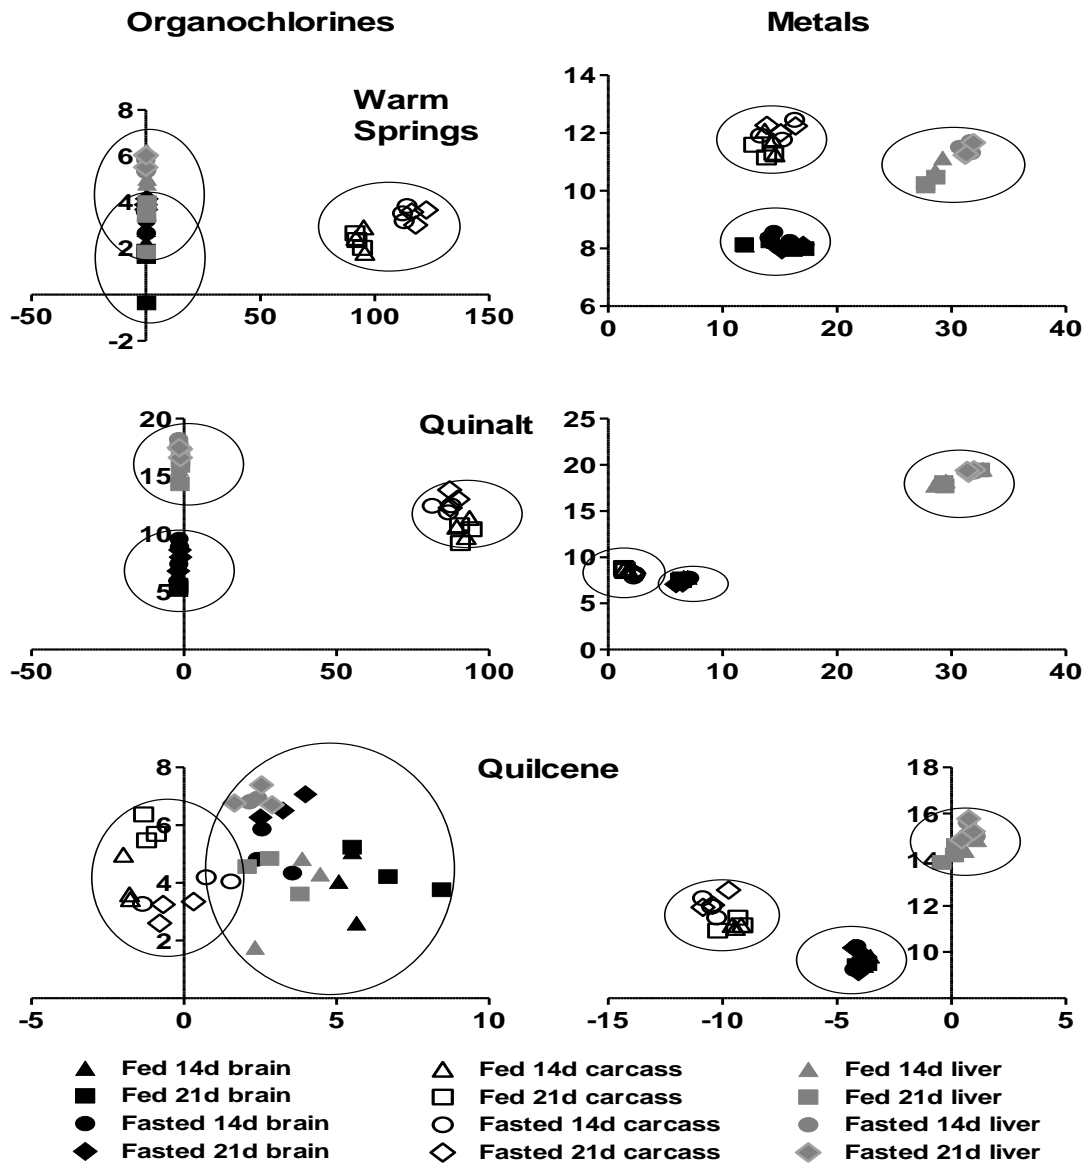 Organochlorines Metals
Warm
Springs
8
6
4
2
-2
-50 50 100 150
14
12
10
8
6
0 10 20 30 40
Quinalt
20
15
10
5
-50 0 50 100
25
20
15
10
5
0
0 10 20 30 40
Quilcene
8
6
4
2
-5 0 5 10
18
16
14
12
10
-15 -10 -5 0 5
Fed 14d brain Fed 14d carcass Fed 14d liver
Fed 21d brain Fed 21d carcass Fed 21d liver
Fasted 14d brain Fasted 14d carcass Fasted 14d liver
Fasted 21d brain Fasted 21d carcass Fasted 21d liver